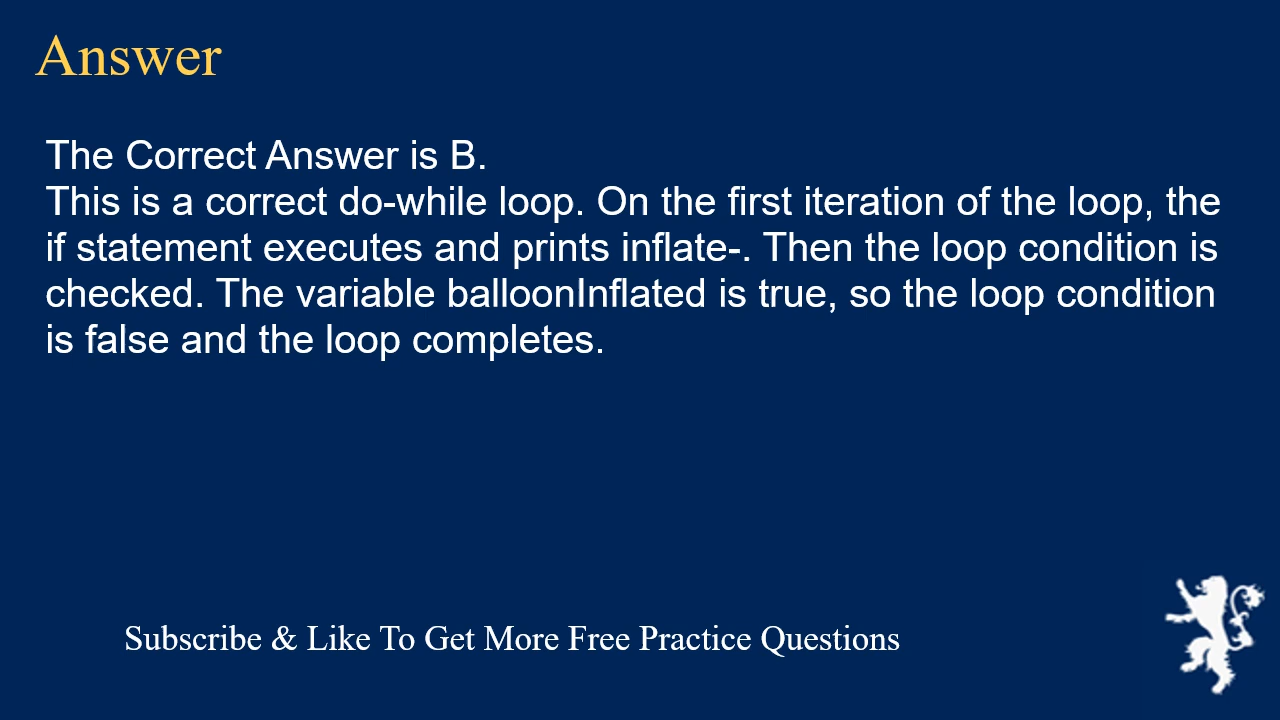 Answer
The Correct Answer is B.
This is a correct do-while loop. On the first iteration of the loop, the
if statement executes and prints inflate-. Then the loop condition is
checked. The variable balloonInflated is true, so the loop condition
is false and the loop completes.
Subscribe & Like To Get More Free Practice Questions